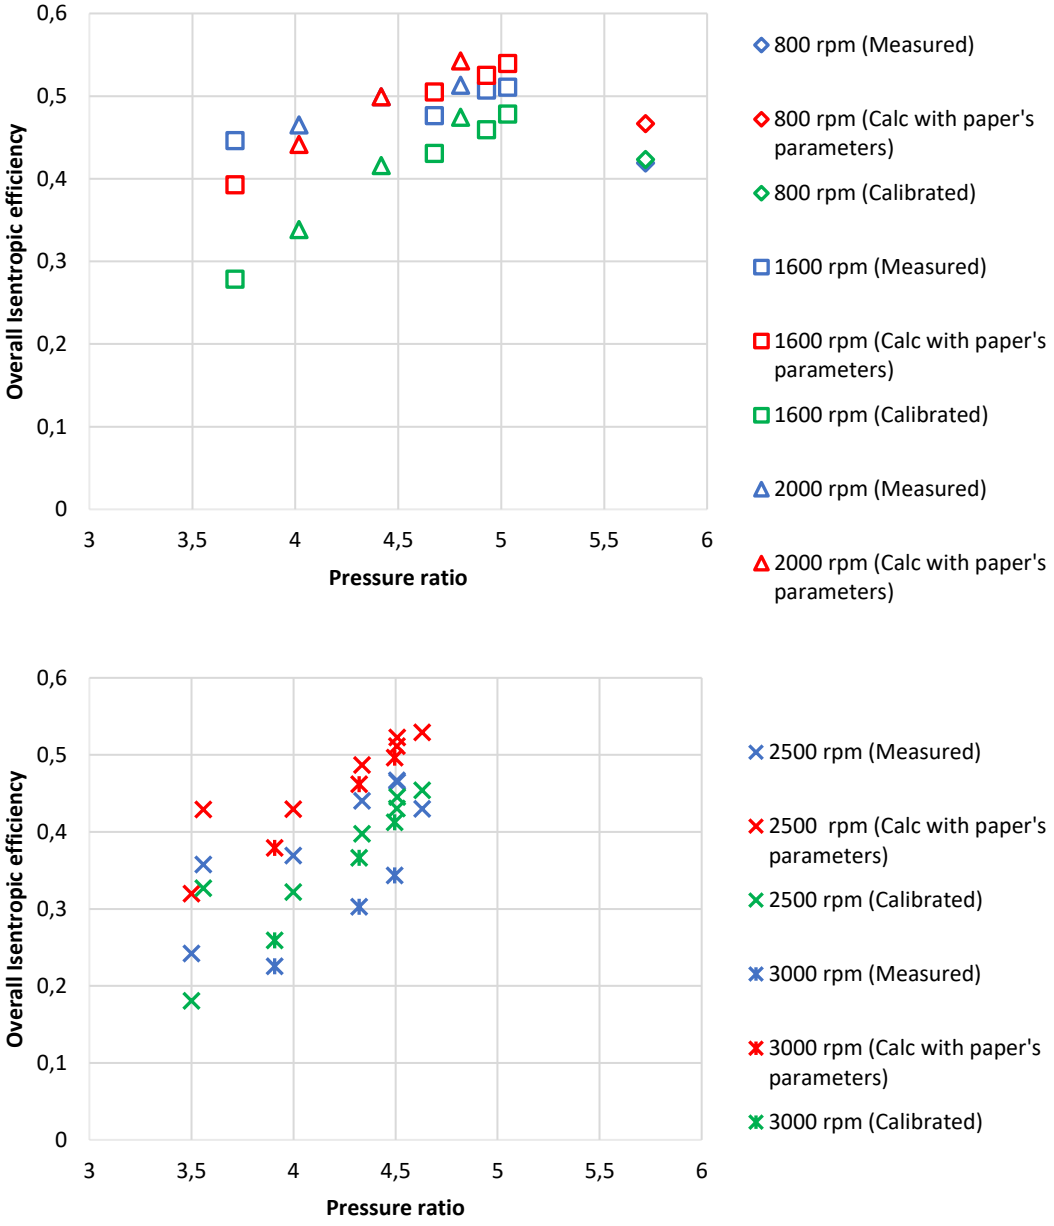 0,6
0,5
0,4
0,3
0,2
0,1
0
Overall Isentropic efficiency
3 3,5 4 4,5 5 5,5 6
Pressure ratio
800 rpm (Measured)
800 rpm (Calc with paper's
parameters)
800 rpm (Calibrated)
1600 rpm (Measured)
1600 rpm (Calc with paper's
parameters)
1600 rpm (Calibrated)
2000 rpm (Measured)
2000 rpm (Calc with paper's
parameters)
0,6
0,5
0,4
0,3
0,2
0,1
0
Overall Isentropic efficiency
3 3,5 4 4,5 5 5,5 6
Pressure ratio
2500 rpm (Measured)
2500 rpm (Calc with paper's
parameters)
2500 rpm (Calibrated)
3000 rpm (Measured)
3000 rpm (Calc with paper's
parameters)
3000 rpm (Calibrated)